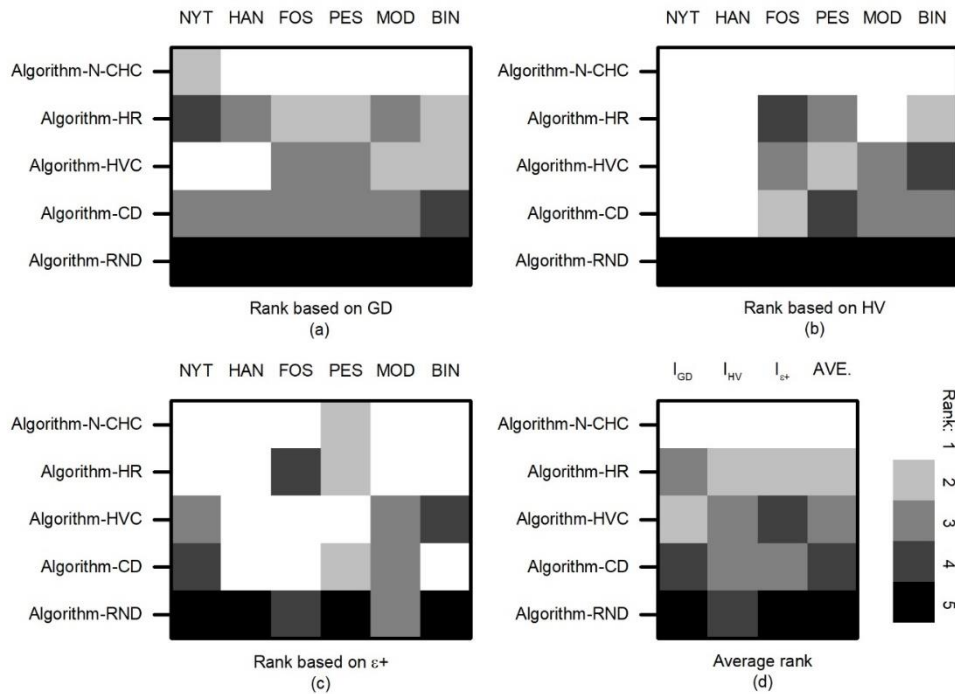 NYT HAN FOS PES MOD BIN
Algorithm-N-CHC
Algorithm-HR
Algorithm-HVC
Algorithm-CD
Algorithm-RND
Rank based on GD
(a)
NYT HAN FOS PES MOD BIN
Algorithm-N-CHC
Algorithm-HR
Algorithm-HVC
Algorithm-CD
Algorithm-RND
Rank based on HV
(b)
NYT HAN FOS PES MOD BIN
Algorithm-N-CHC
Algorithm-HR
Algorithm-HVC
Algorithm-CD
Algorithm-RND
Rank based on ε+
(c)
I_GD I_HV I_ε+ AVE.
Algorithm-N-CHC
Algorithm-HR
Algorithm-HVC
Algorithm-CD
Algorithm-RND
Average rank
(d)
Rank: 1 2 3 4 5